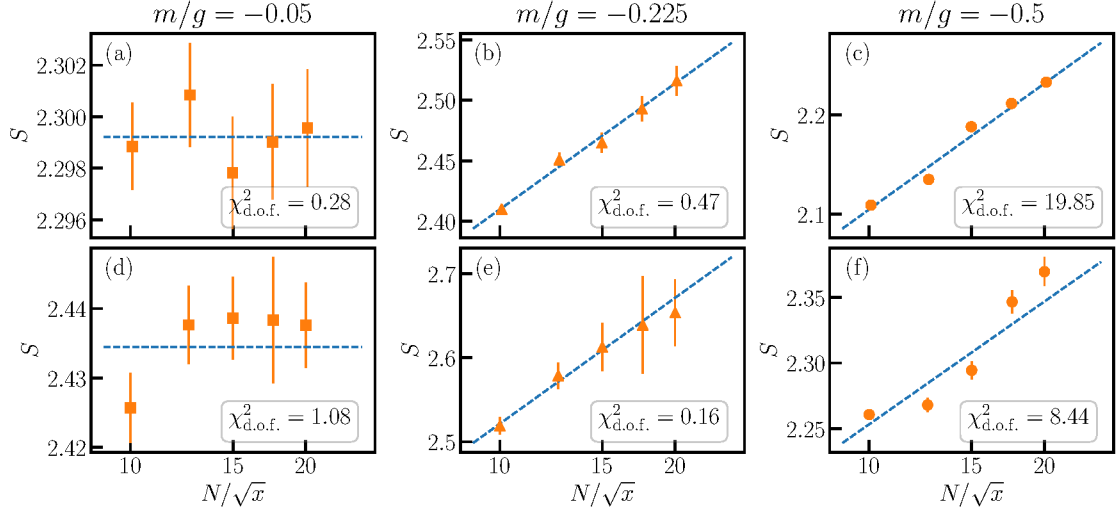 m/g = −0.05 m/g = −0.225 m/g = −0.5
(a)
S
2.302
2.300
2.298
2.296
χ²d.o.f. = 0.28
(b)
S
2.55
2.50
2.45
2.40
χ²d.o.f. = 0.47
(c)
S
2.2
2.1
χ²d.o.f. = 19.85
(d)
S
2.44
2.43
2.42
χ²d.o.f. = 1.08
10 15 20
N/√x
(e)
S
2.7
2.6
2.5
χ²d.o.f. = 0.16
10 15 20
N/√x
(f)
S
2.35
2.30
2.25
χ²d.o.f. = 8.44
10 15 20
N/√x